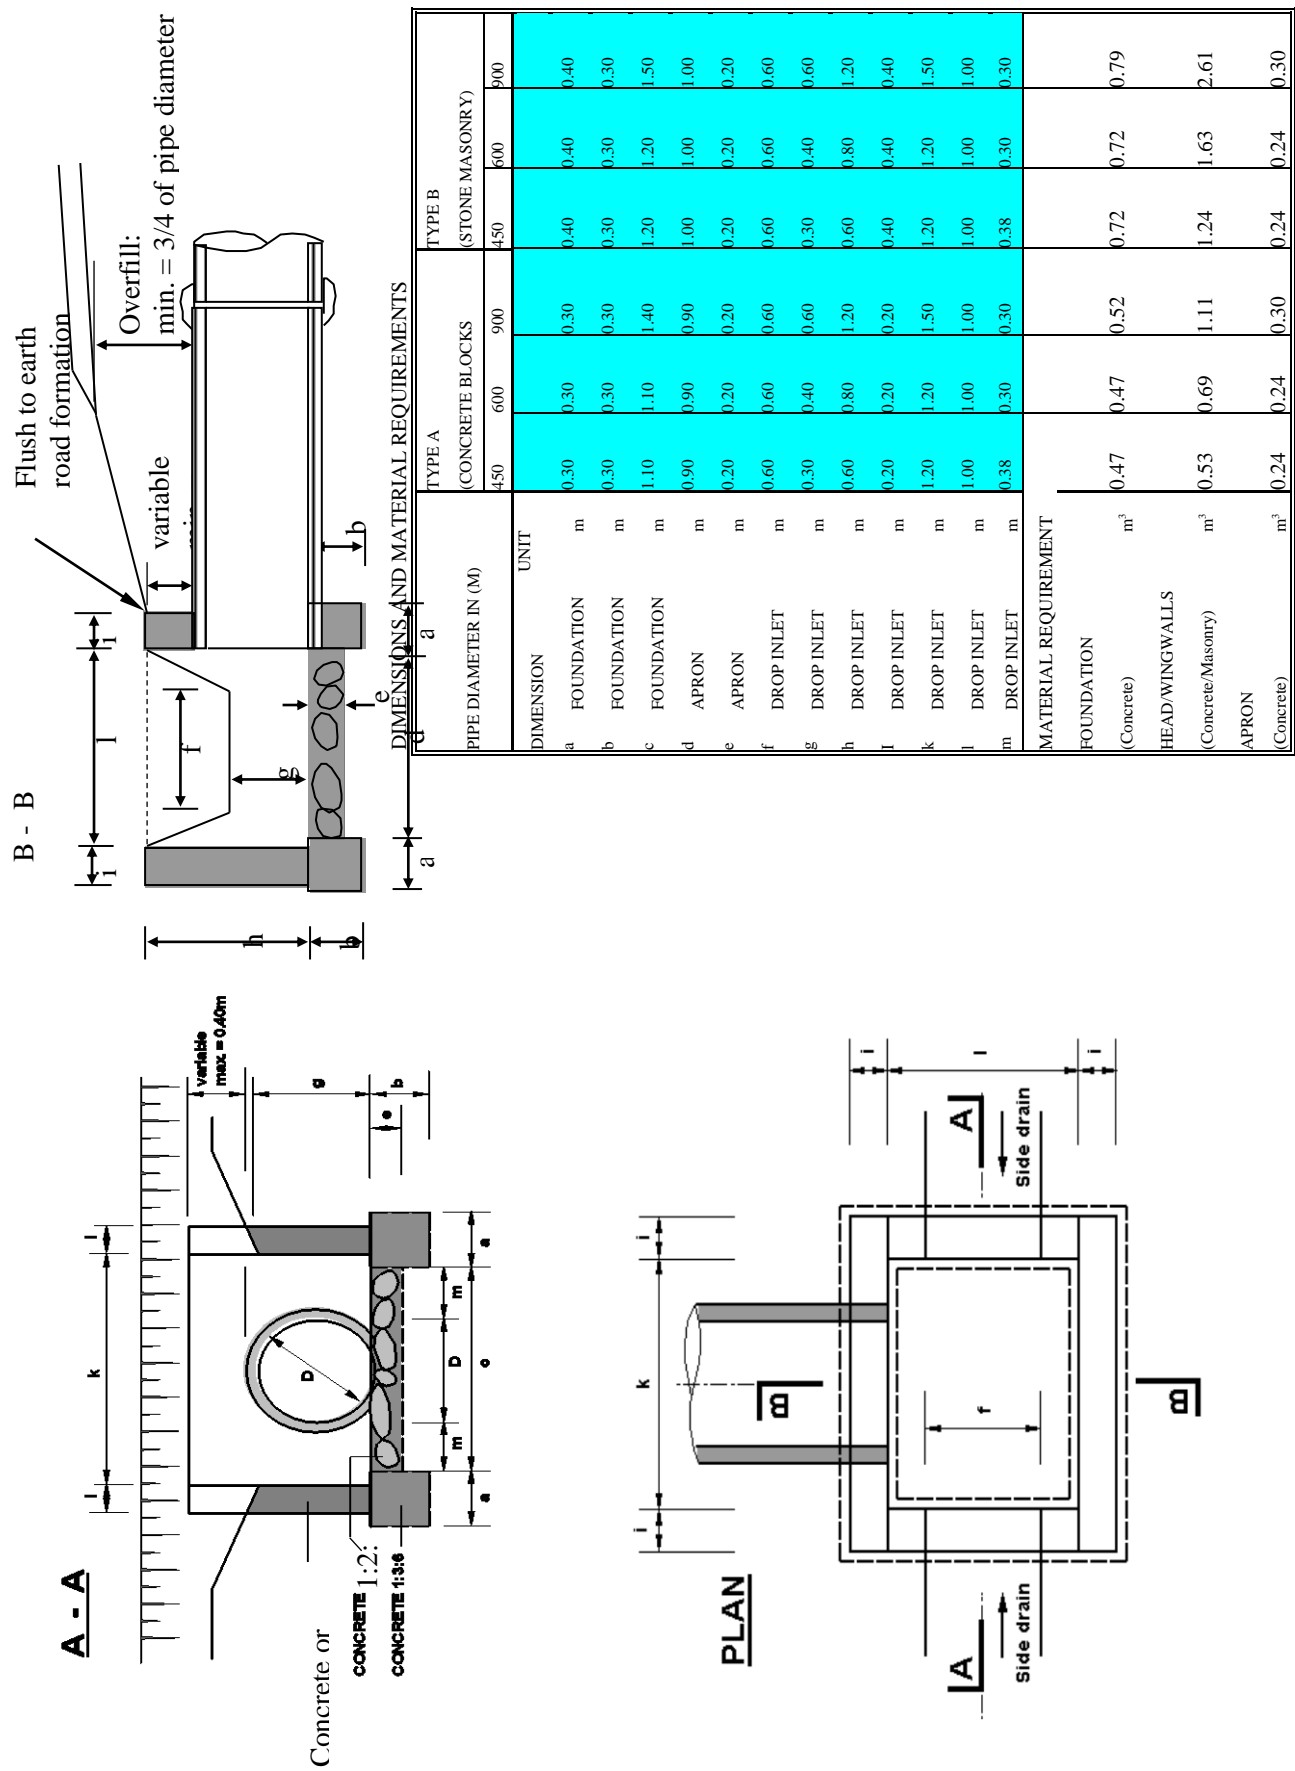 A - A
variable
max. = 0.40m
I
k
I
g
b
e
D
a
m
D
m
a
c
Concrete or
CONCRETE 1:2:
CONCRETE 1:3:6
B - B
Flush to earth
road formation
Overfill:
min. = 3/4 of pipe diameter
variable
i
l
i
f
g
h
b
e
b
a
d
a
PLAN
i
k
i
i
l
i
f
A
A
B
B
Side drain
Side drain
DIMENSIONS AND MATERIAL REQUIREMENTS
PIPE DIAMETER IN (M) TYPE A TYPE B
(CONCRETE BLOCKS (STONE MASONRY)
450 600 900 450 600 900
DIMENSION UNIT
a FOUNDATION m 0.30 0.30 0.30 0.40 0.40 0.40
b FOUNDATION m 0.30 0.30 0.30 0.30 0.30 0.30
c FOUNDATION m 1.10 1.10 1.40 1.20 1.20 1.50
d APRON m 0.90 0.90 0.90 1.00 1.00 1.00
e APRON m 0.20 0.20 0.20 0.20 0.20 0.20
f DROP INLET m 0.60 0.60 0.60 0.60 0.60 0.60
g DROP INLET m 0.30 0.40 0.60 0.30 0.40 0.60
h DROP INLET m 0.60 0.80 1.20 0.60 0.80 1.20
I DROP INLET m 0.20 0.20 0.20 0.40 0.40 0.40
k DROP INLET m 1.20 1.20 1.50 1.20 1.20 1.50
l DROP INLET m 1.00 1.00 1.00 1.00 1.00 1.00
m DROP INLET m 0.38 0.30 0.30 0.38 0.30 0.30
MATERIAL REQUIREMENT
FOUNDATION
(Concrete) m³ 0.47 0.47 0.52 0.72 0.72 0.79
HEAD/WINGWALLS
(Concrete/Masonry) m³ 0.53 0.69 1.11 1.24 1.63 2.61
APRON
(Concrete) m³ 0.24 0.24 0.30 0.24 0.24 0.30